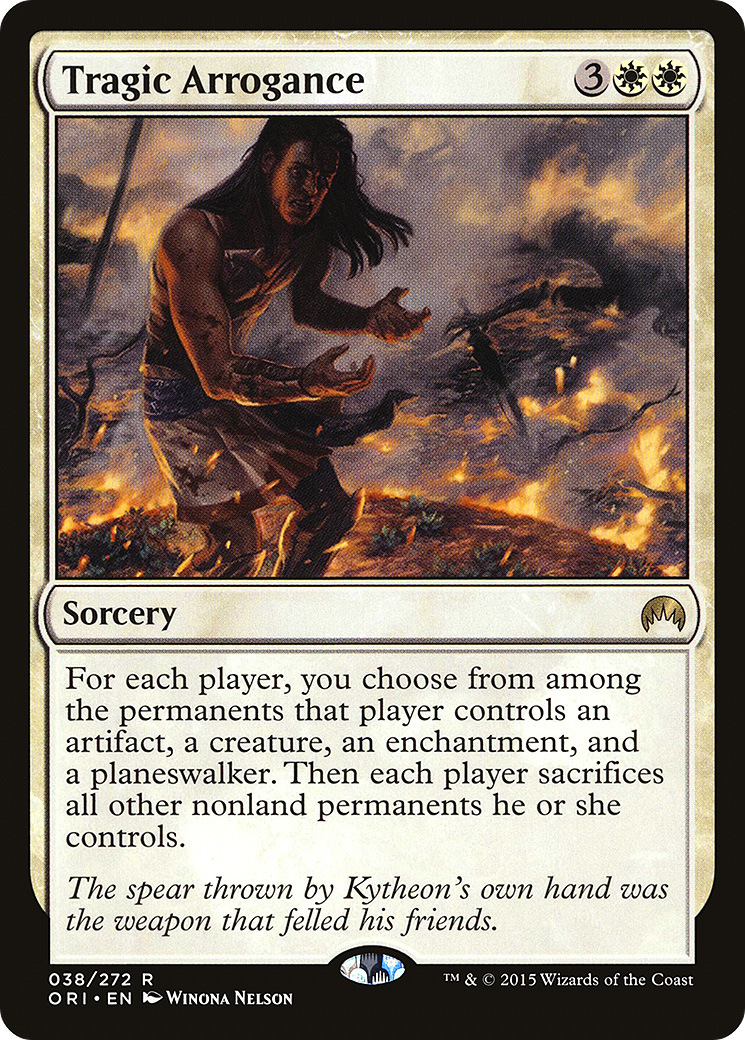 Tragic Arrogance 3
Sorcery
For each player, you choose from among
the permanents that player controls an
artifact, a creature, an enchantment, and
a planeswalker. Then each player sacrifices
all other nonland permanents he or she
controls.
The spear thrown by Kytheon's own hand was
the weapon that felled his friends.
038/272 R
ORI • EN Winona Nelson
™ & © 2015 Wizards of the Coast